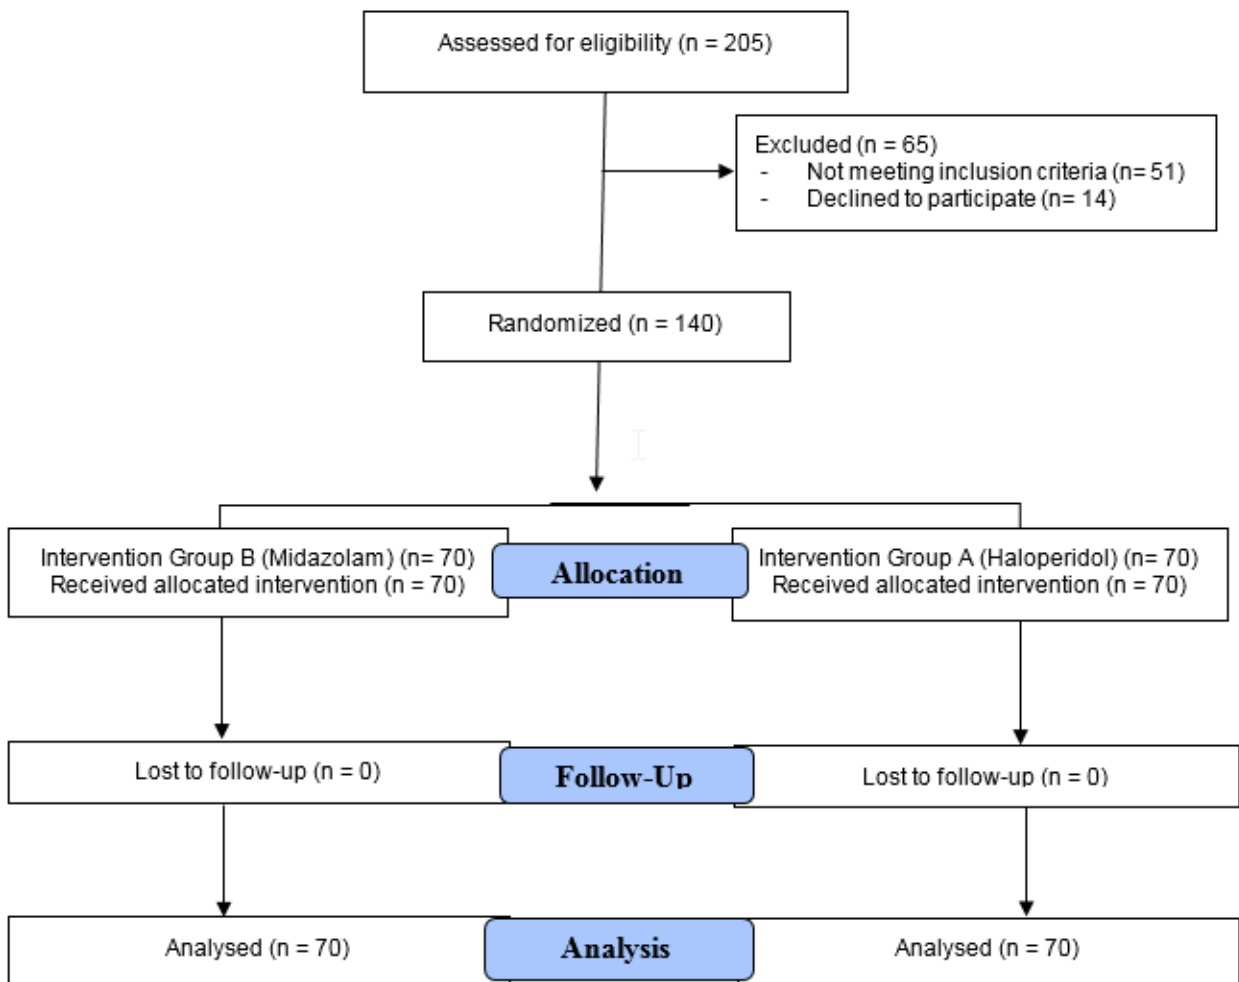 Assessed for eligibility (n = 205)
Excluded (n = 65)
- Not meeting inclusion criteria (n= 51)
- Declined to participate (n= 14)
Randomized (n = 140)
Intervention Group B (Midazolam) (n= 70)
Received allocated intervention (n = 70)
Allocation
Intervention Group A (Haloperidol) (n= 70)
Received allocated intervention (n = 70)
Lost to follow-up (n = 0)
Follow-Up
Lost to follow-up (n = 0)
Analysed (n = 70)
Analysis
Analysed (n = 70)